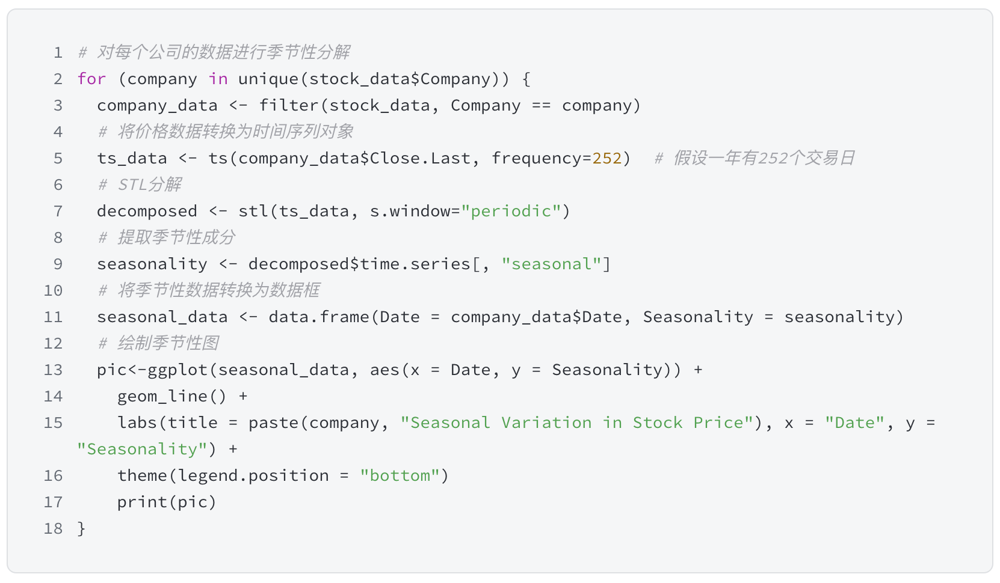 1 # 对每个公司的数据进行季节性分解
2 for (company in unique(stock_data$Company)) {
3   company_data <- filter(stock_data, Company == company)
4   # 将价格数据转换为时间序列对象
5   ts_data <- ts(company_data$Close.Last, frequency=252)  # 假设一年有252个交易日
6   # STL分解
7   decomposed <- stl(ts_data, s.window="periodic")
8   # 提取季节性成分
9   seasonality <- decomposed$time.series[, "seasonal"]
10   # 将季节性数据转换为数据框
11   seasonal_data <- data.frame(Date = company_data$Date, Seasonality = seasonality)
12   # 绘制季节性图
13   pic<-ggplot(seasonal_data, aes(x = Date, y = Seasonality)) +
14     geom_line() +
15     labs(title = paste(company, "Seasonal Variation in Stock Price"), x = "Date", y =
"Seasonality") +
16     theme(legend.position = "bottom")
17     print(pic)
18 }